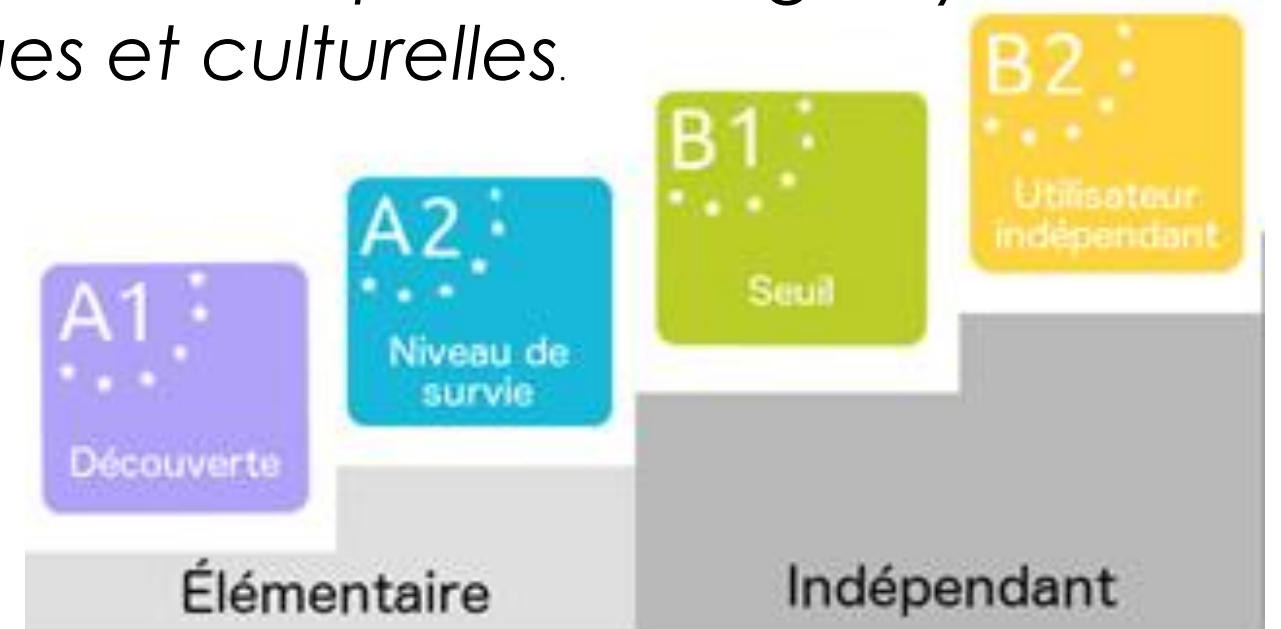 ues et culturelles.
A1
Découverte
A2
Niveau de
survie
B1
Seuil
B2
Utilisateur
indépendant
Élémentaire
Indépendant